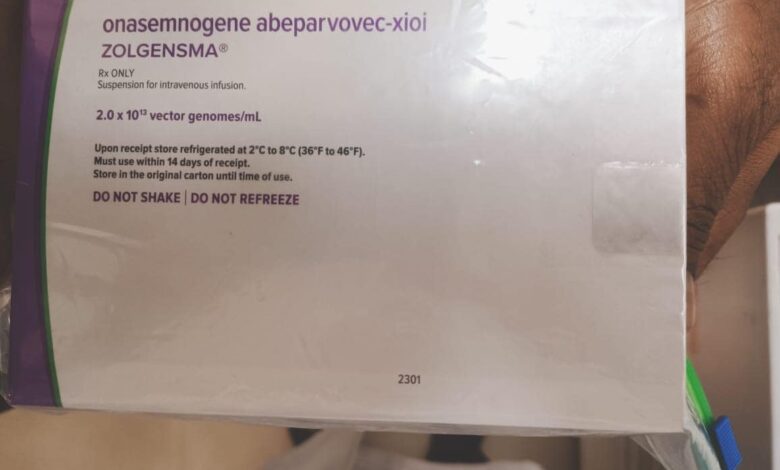 onasemnogene abeparvovec-xioi
ZOLGENSMA®
Rx ONLY
Suspension for intravenous infusion.
2.0 x 10¹³ vector genomes/mL
Upon receipt store refrigerated at 2°C to 8°C (36°F to 46°F).
Must use within 14 days of receipt.
Store in the original carton until time of use.
DO NOT SHAKE | DO NOT REFREEZE
2301